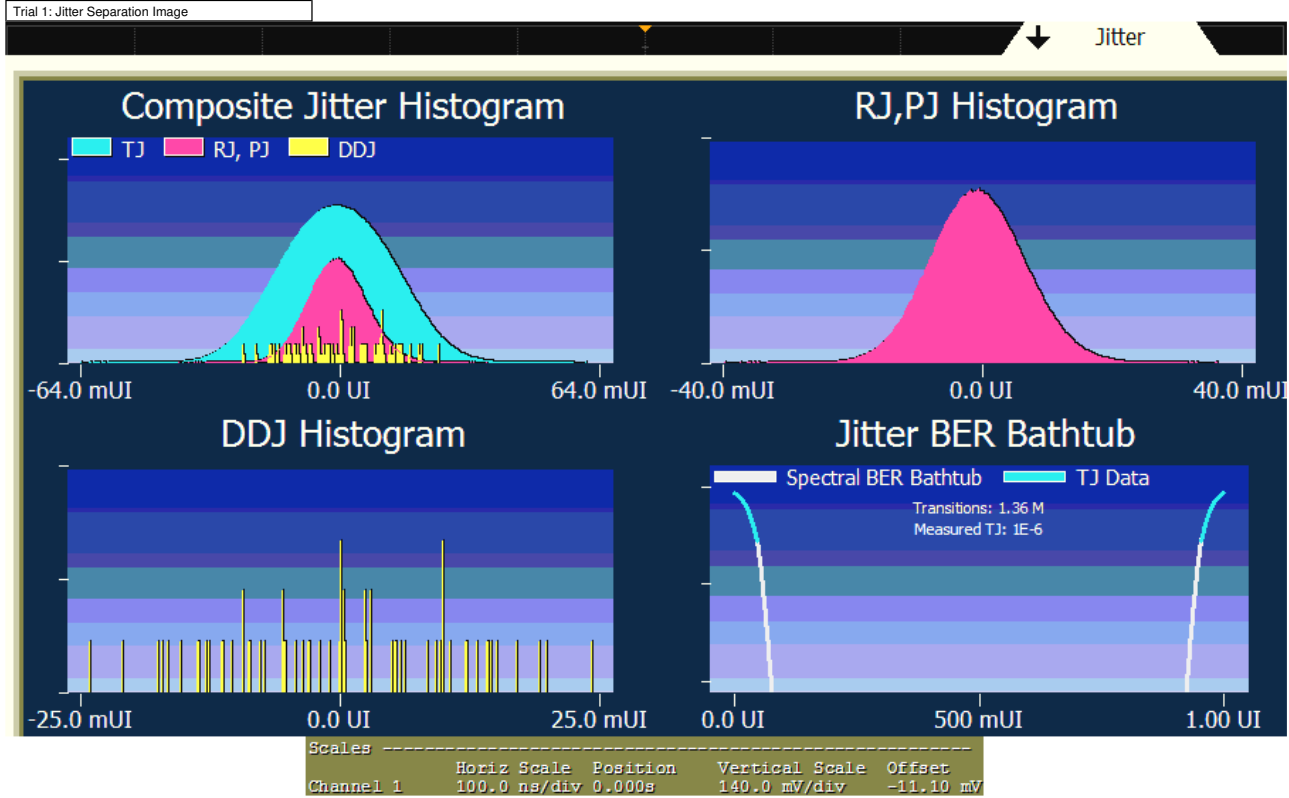 Trial 1: Jitter Separation Image
Jitter
Composite Jitter Histogram
TJ RJ, PJ DDJ
-64.0 mUI 0.0 UI 64.0 mUI
RJ,PJ Histogram
-40.0 mUI 0.0 UI 40.0 mUI
DDJ Histogram
-25.0 mUI 0.0 UI 25.0 mUI
Jitter BER Bathtub
Spectral BER Bathtub TJ Data
Transitions: 1.36 M
Measured TJ: 1E-6
0.0 UI 500 mUI 1.00 UI
Scales -------------------------------------------------------
Horiz Scale Position Vertical Scale Offset
Channel 1 100.0 ns/div 0.000s 140.0 mV/div -11.10 mV